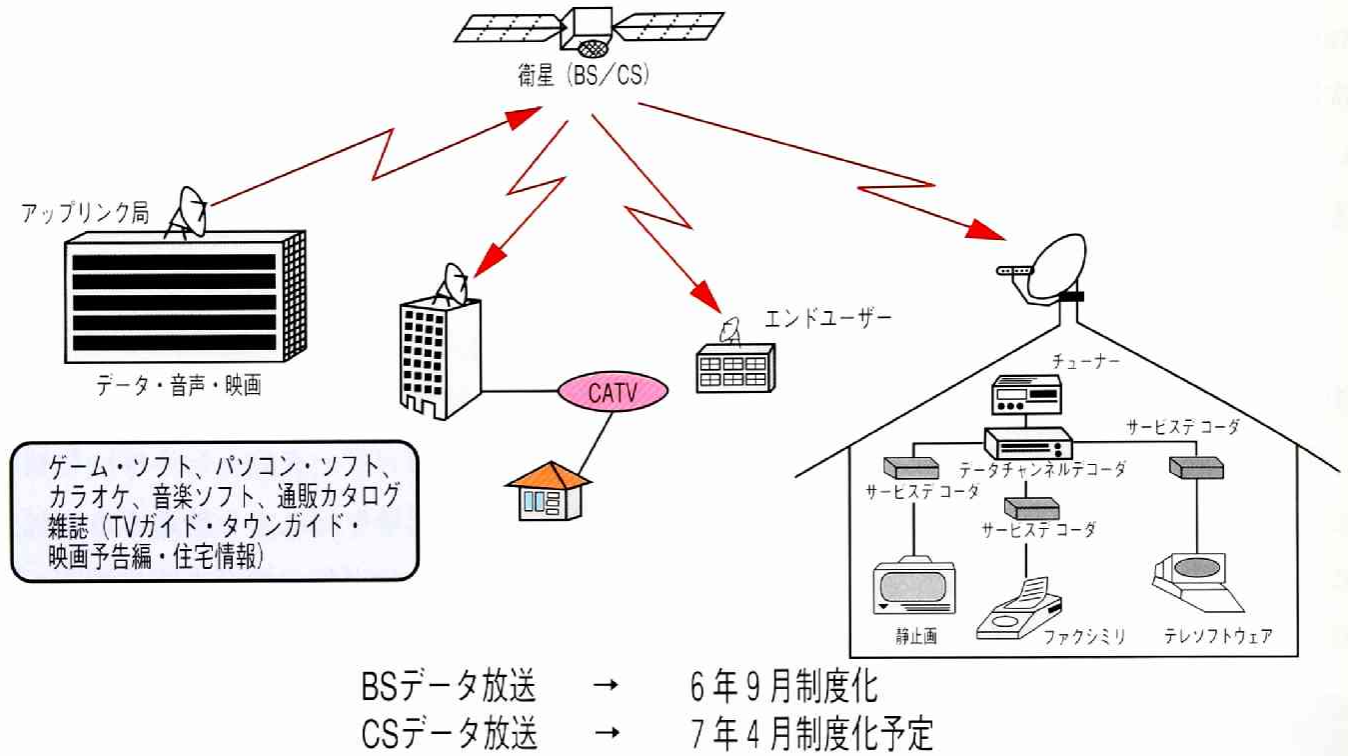 衛星(BS/CS)
アップリンク局
データ・音声・映画
ゲーム・ソフト、パソコン・ソフト、
カラオケ、音楽ソフト、通販カタログ
雑誌(TVガイド・タウンガイド・
映画予告編・住宅情報)
CATV
エンドユーザー
チューナー
サービスデコーダ
データチャンネルデコーダ
サービスデコーダ
サービスデコーダ
静止画
ファクシミリ
テレソフトウェア
BSデータ放送 → 6年9月制度化
CSデータ放送 → 7年4月制度化予定